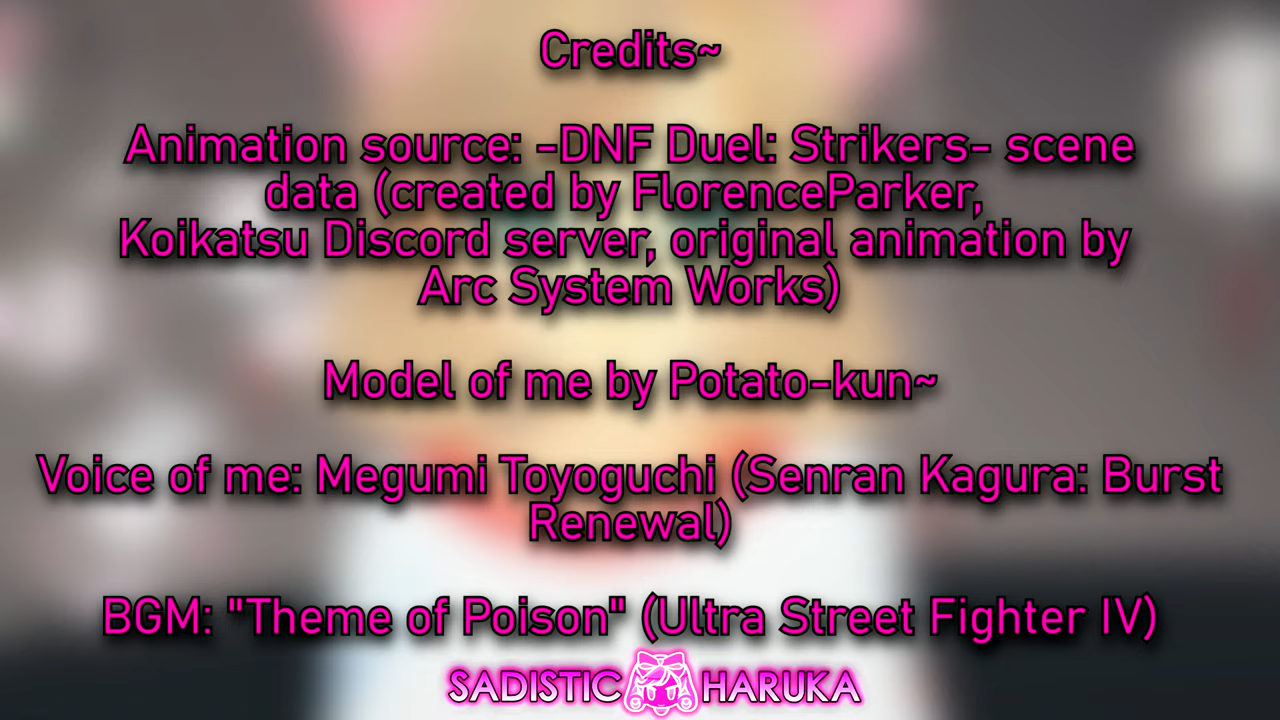 Credits~
Animation source: -DNF Duel: Strikers- scene
data (created by FlorenceParker,
Koikatsu Discord server, original animation by
Arc System Works)
Model of me by Potato-kun~
Voice of me: Megumi Toyoguchi (Senran Kagura: Burst
Renewal)
BGM: "Theme of Poison" (Ultra Street Fighter IV)
SADISTIC HARUKA